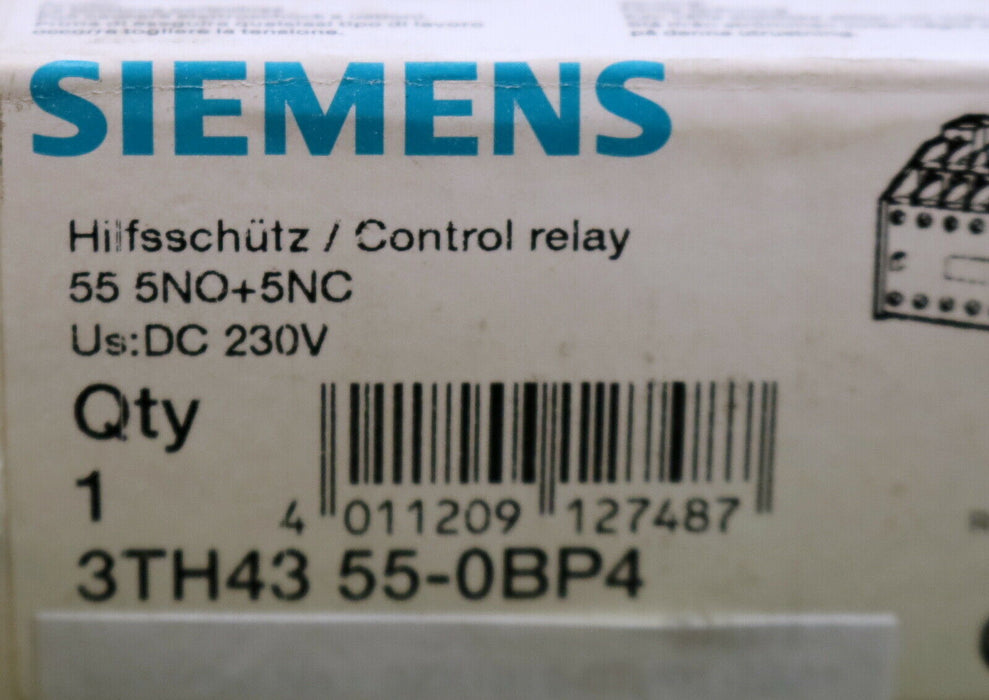 occorre togliere la tensione.
SIEMENS
Hilfsschütz / Control relay
55 5NO+5NC
Us:DC 230V
Qty
1
4 011209 127487
3TH43 55-0BP4